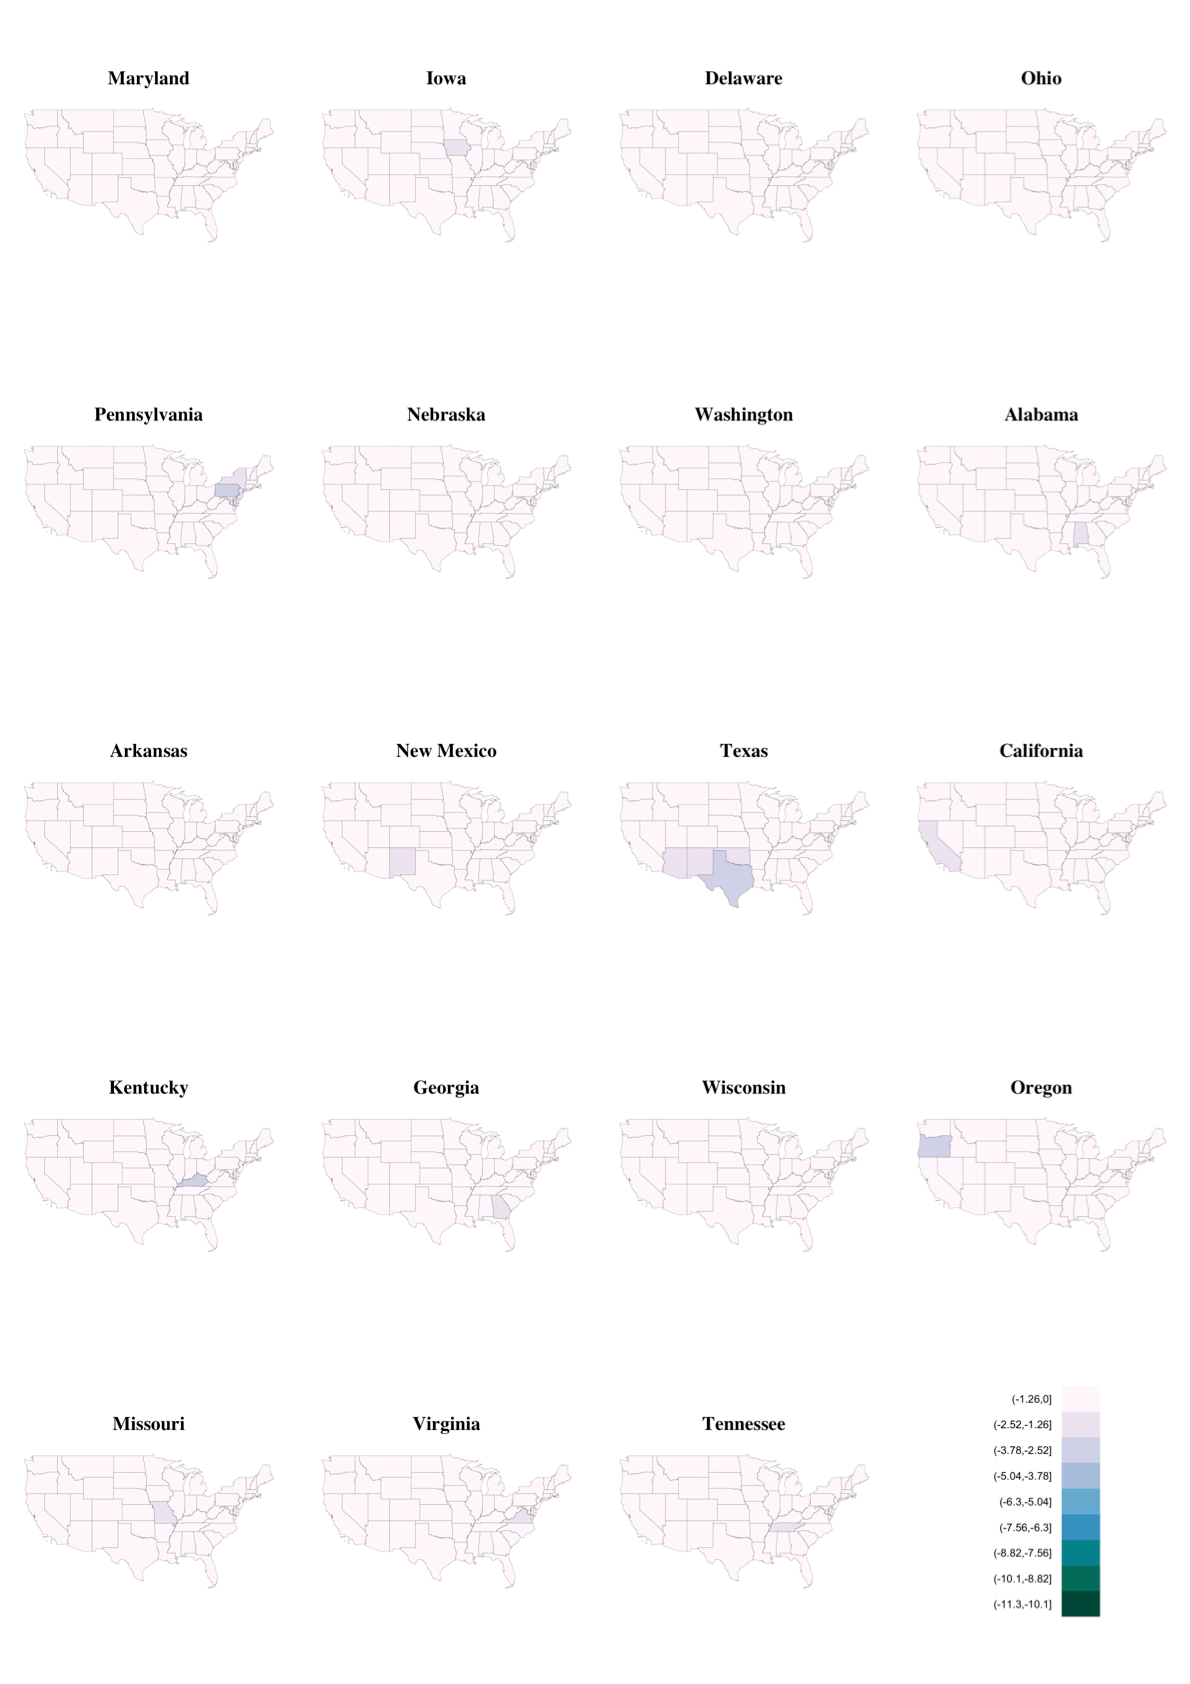 Maryland
Iowa
Delaware
Ohio
Pennsylvania
Nebraska
Washington
Alabama
Arkansas
New Mexico
Texas
California
Kentucky
Georgia
Wisconsin
Oregon
Missouri
Virginia
Tennessee
(-1.26,0]
(-2.52,-1.26]
(-3.78,-2.52]
(-5.04,-3.78]
(-6.3,-5.04]
(-7.56,-6.3]
(-8.82,-7.56]
(-10.1,-8.82]
(-11.3,-10.1]